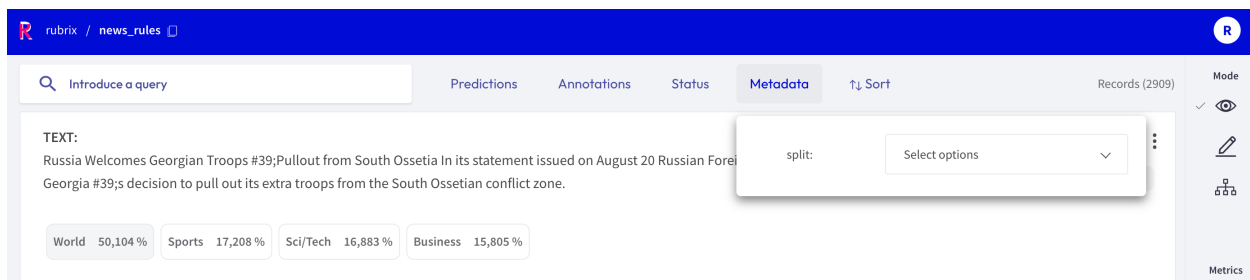 R rubrix / news_rules R
Introduce a query Predictions Annotations Status Metadata Sort Records (2909)
Mode
TEXT:
Russia Welcomes Georgian Troops #39;Pullout from South Ossetia In its statement issued on August 20 Russian Forei
split: Select options
Georgia #39;s decision to pull out its extra troops from the South Ossetian conflict zone.
World 50,104 % Sports 17,208 % Sci/Tech 16,883 % Business 15,805 %
Metrics